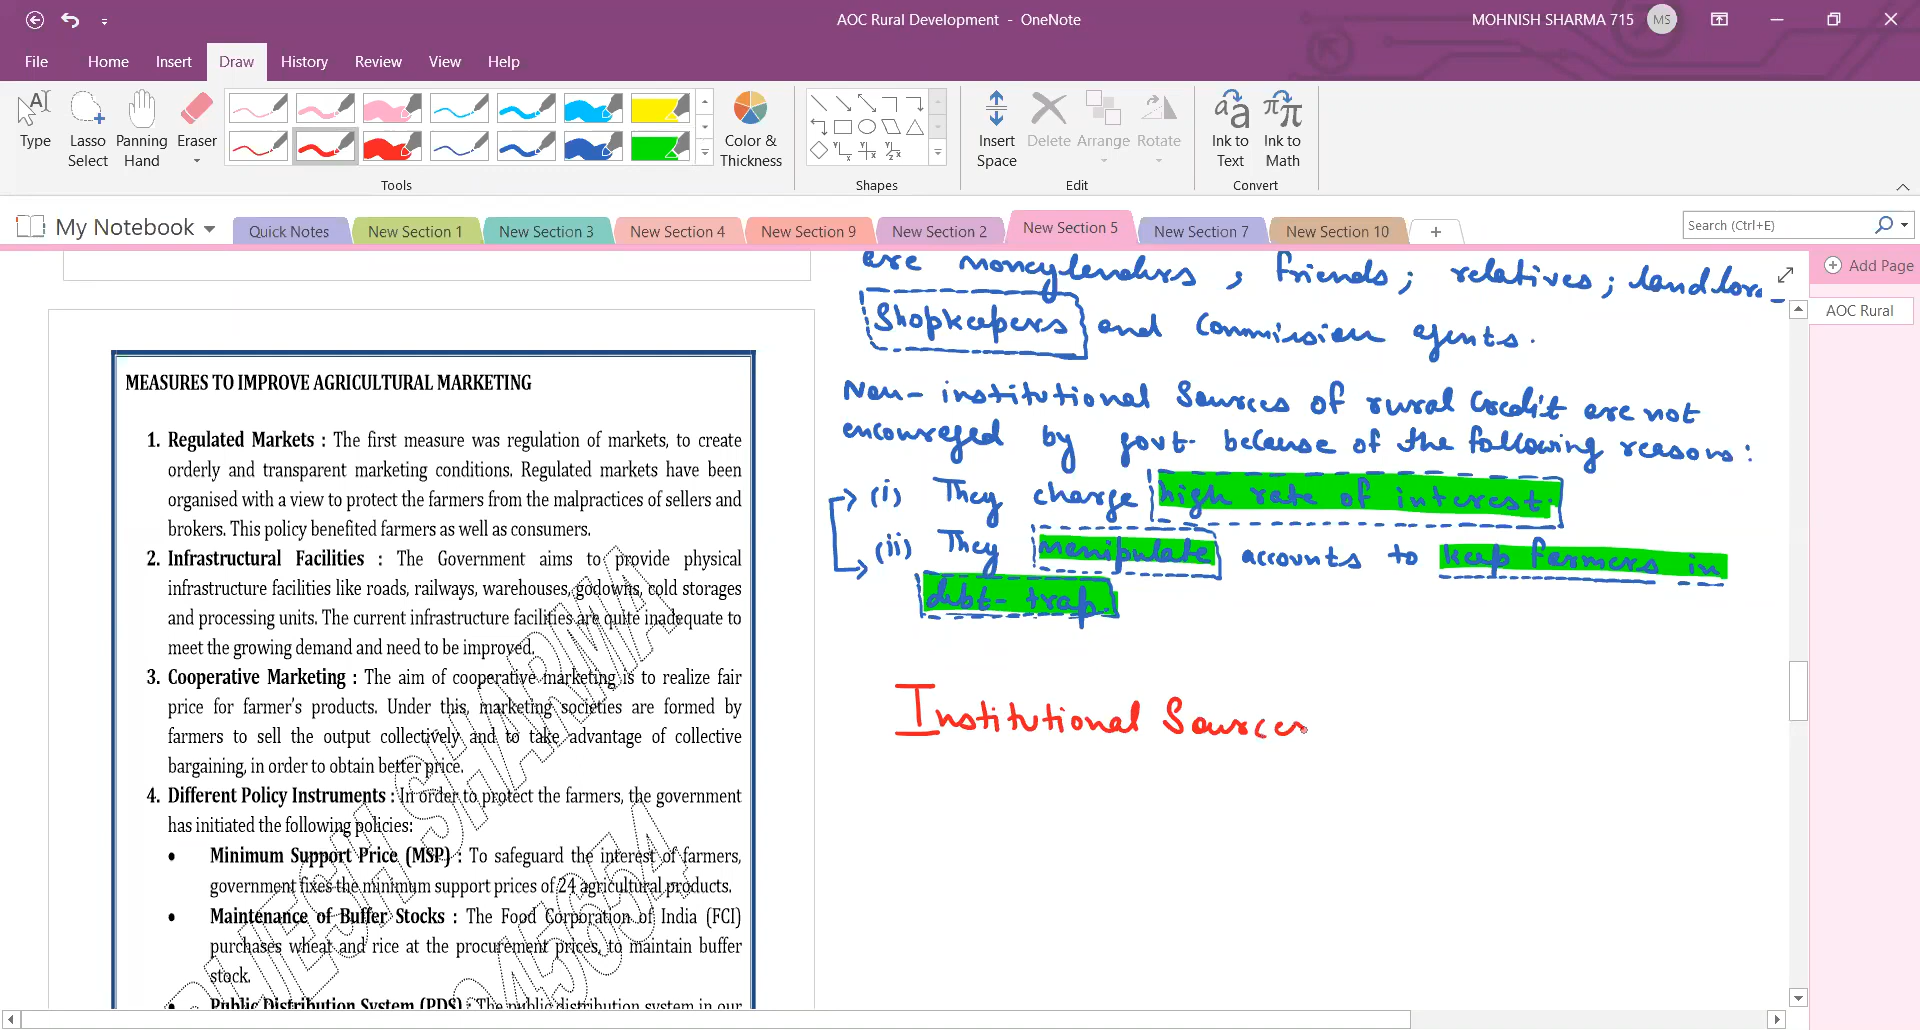 AOC Rural Development - OneNote
MOHNISH SHARMA 715
MS
File
Home
Insert
Draw
History
Review
View
Help
Type
Lasso Select
Panning Hand
Eraser
Color & Thickness
Insert Space
Delete
Arrange
Rotate
Ink to Text
Ink to Math
Tools
Shapes
Edit
Convert
My Notebook
Quick Notes
New Section 1
New Section 3
New Section 4
New Section 9
New Section 2
New Section 5
New Section 7
New Section 10
Search (Ctrl+E)
Add Page
AOC Rural
MEASURES TO IMPROVE AGRICULTURAL MARKETING
1. Regulated Markets : The first measure was regulation of markets, to create
orderly and transparent marketing conditions. Regulated markets have been
organised with a view to protect the farmers from the malpractices of sellers and
brokers. This policy benefited farmers as well as consumers.
2. Infrastructural Facilities : The Government aims to provide physical
infrastructure facilities like roads, railways, warehouses, godowns, cold storages
and processing units. The current infrastructure facilities are quite inadequate to
meet the growing demand and need to be improved.
3. Cooperative Marketing : The aim of cooperative marketing is to realize fair
price for farmer's products. Under this, marketing societies are formed by
farmers to sell the output collectively and to take advantage of collective
bargaining, in order to obtain better price.
4. Different Policy Instruments : In order to protect the farmers, the government
has initiated the following policies:
• Minimum Support Price (MSP) : To safeguard the interest of farmers,
government fixes the minimum support prices of 24 agricultural products.
• Maintenance of Buffer Stocks : The Food Corporation of India (FCI)
purchases wheat and rice at the procurement prices, to maintain buffer
stock.
• Public Distribution System (PDS) : The public distribution system in our
SHARMA
are moneylenders, friends; relatives; landlor
Shopkeepers and Commission agents.
Non-institutional Sources of rural Credit are not
encouraged by govt. because of the following reasons:
(i) They charge high rate of interest.
(ii) They manipulate accounts to keep farmers in
debt-trap.
Institutional Sources